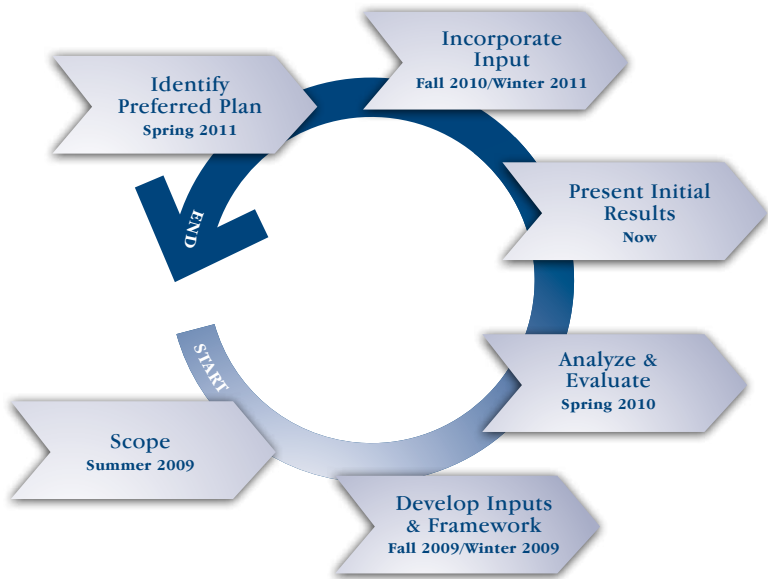 Incorporate
Input
Fall 2010/Winter 2011
Identify
Preferred Plan
Spring 2011
Present Initial
Results
Now
END
START
Analyze &
Evaluate
Spring 2010
Scope
Summer 2009
Develop Inputs
& Framework
Fall 2009/Winter 2009